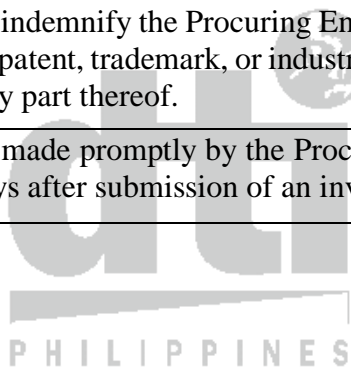 indemnify the Procuring En
patent, trademark, or industr
y part thereof.
made promptly by the Proc
ys after submission of an inv
dti
PHILIPPINES